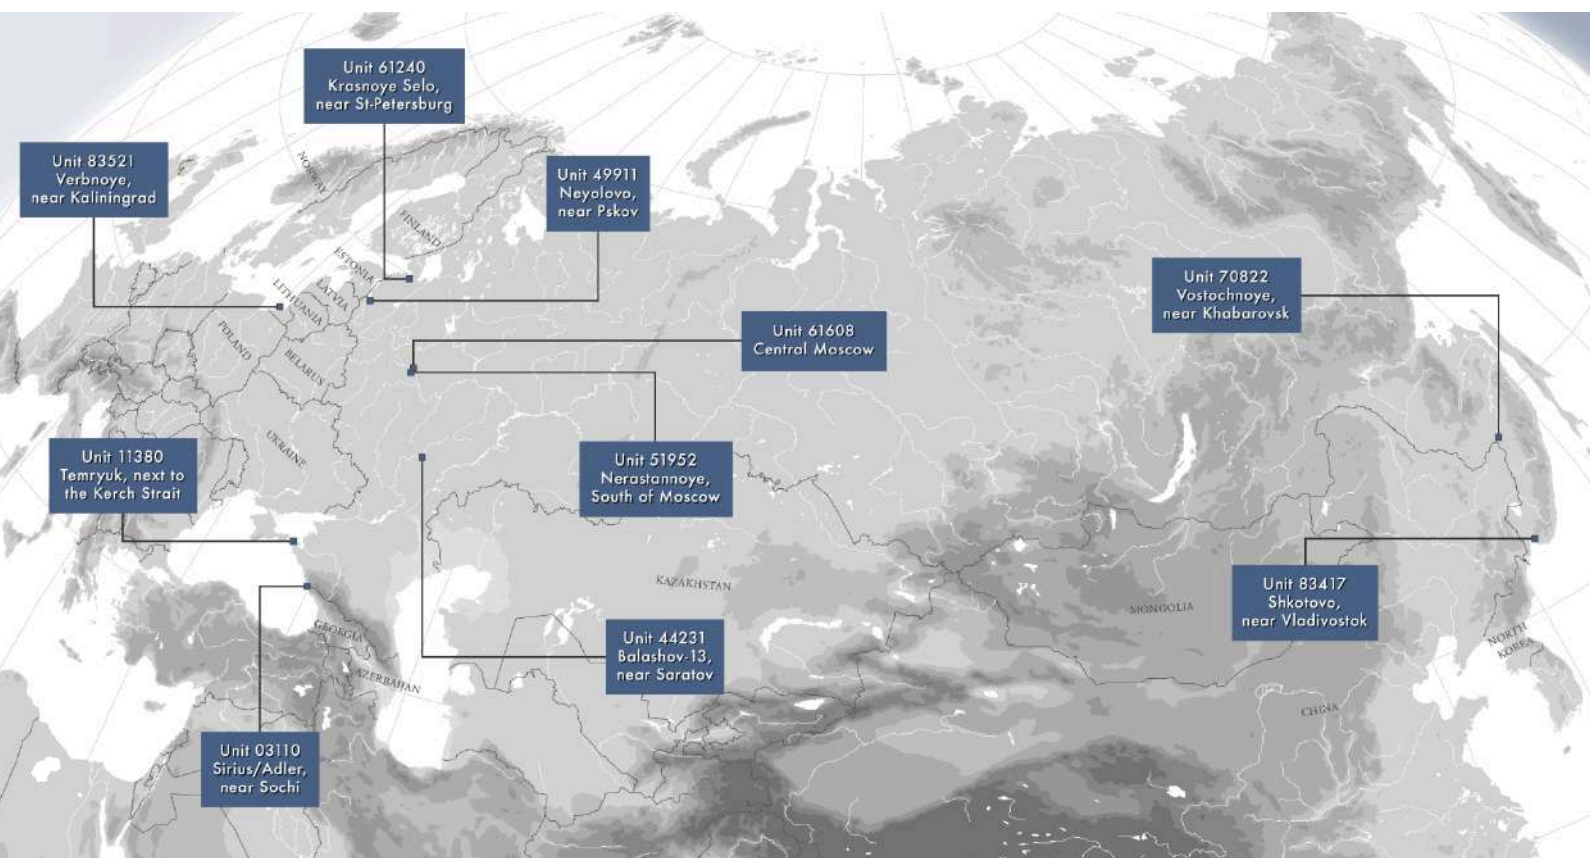 Unit 61240
Krasnoye Selo,
near St-Petersburg
Unit 83521
Verbnoye,
near Kaliningrad
Unit 49911
Neyolovo,
near Pskov
NORWAY
FINLAND
ESTONIA
LATVIA
LITHUANIA
POLAND
BELARUS
UKRAINE
Unit 70822
Vostochnoye,
near Khabarovsk
Unit 61608
Central Moscow
Unit 11380
Temryuk, next to
the Kerch Strait
Unit 51952
Nerastannoye,
South of Moscow
KAZAKHSTAN
MONGOLIA
Unit 83417
Shkotovo,
near Vladivostok
NORTH
KOREA
GEORGIA
AZERBAIJAN
Unit 44231
Balashov-13,
near Saratov
CHINA
Unit 03110
Sirius/Adler,
near Sochi